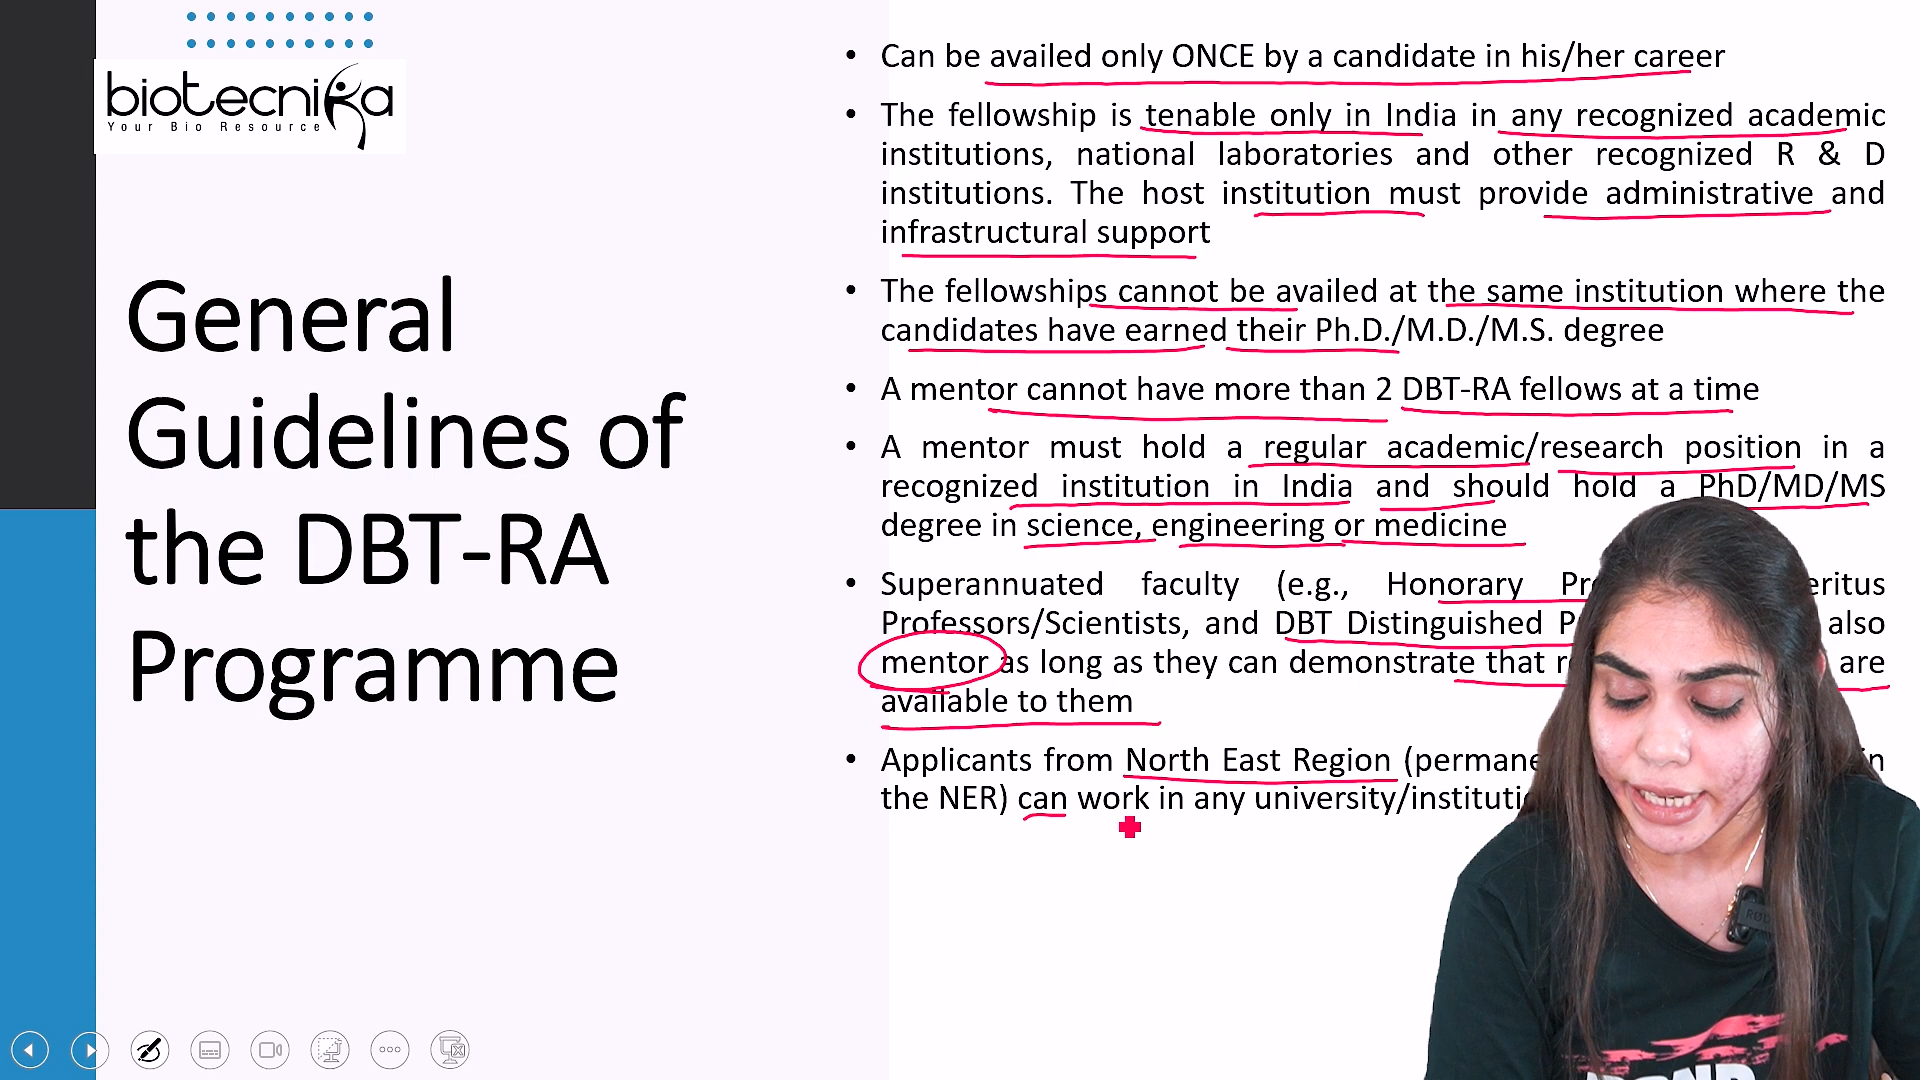 biotecnika
Your Bio Resource
General
Guidelines of
the DBT-RA
Programme
• Can be availed only ONCE by a candidate in his/her career
• The fellowship is tenable only in India in any recognized academic
institutions, national laboratories and other recognized R & D
institutions. The host institution must provide administrative and
infrastructural support
• The fellowships cannot be availed at the same institution where the
candidates have earned their Ph.D./M.D./M.S. degree
• A mentor cannot have more than 2 DBT-RA fellows at a time
• A mentor must hold a regular academic/research position in a
recognized institution in India and should hold a PhD/MD/MS
degree in science, engineering or medicine
• Superannuated faculty (e.g., Honorary
Professors/Scientists, and DBT Distinguished also
mentor as long as they can demonstrate that are
available to them
• Applicants from North East Region in
the NER) can work in any